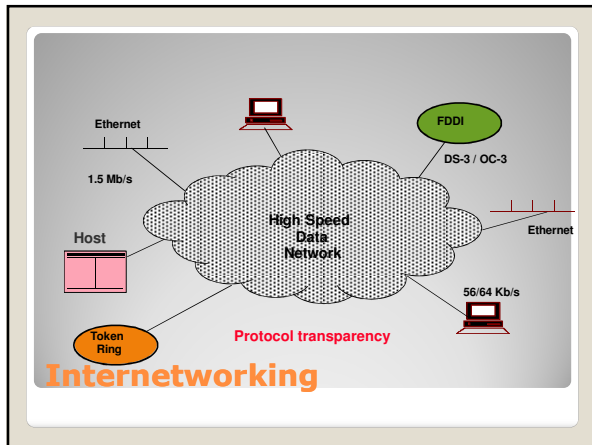 Ethernet
FDDI
DS-3 / OC-3
1.5 Mb/s
High Speed
Data
Network
Ethernet
Host
56/64 Kb/s
Token
Ring
Protocol transparency
Internetworking